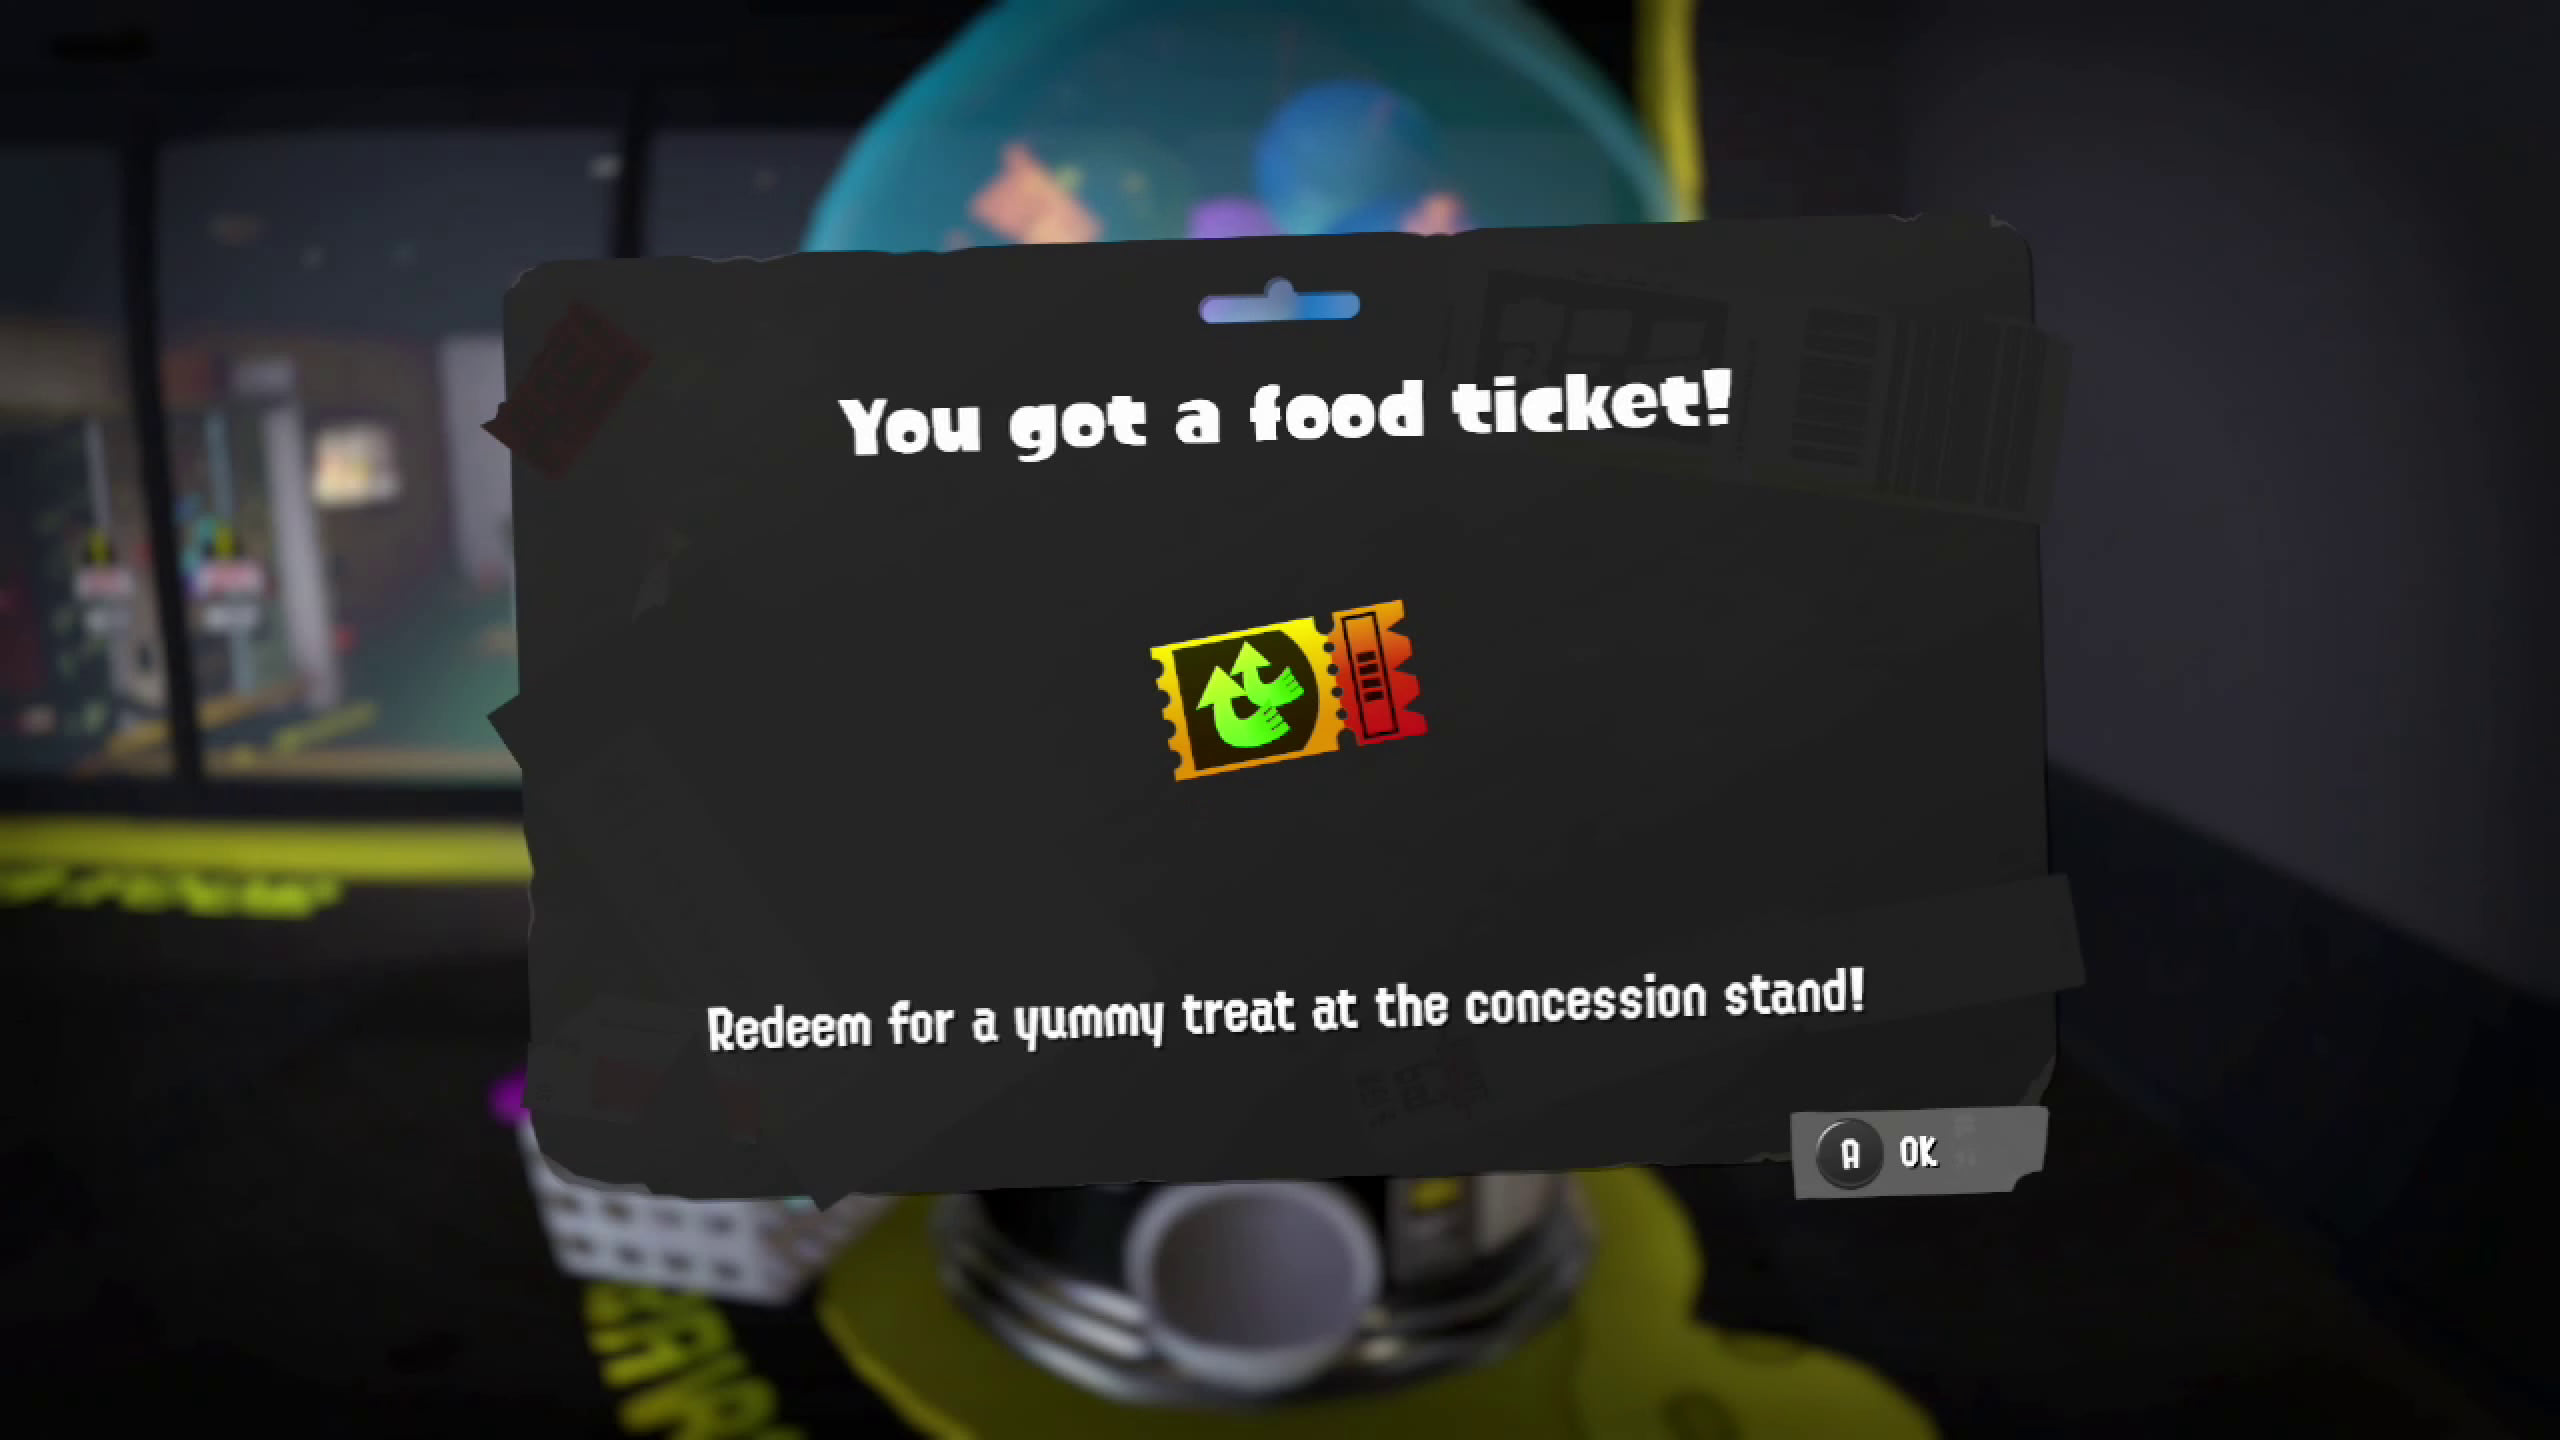 You got a food ticket!
Redeem for a yummy treat at the concession stand!
A OK